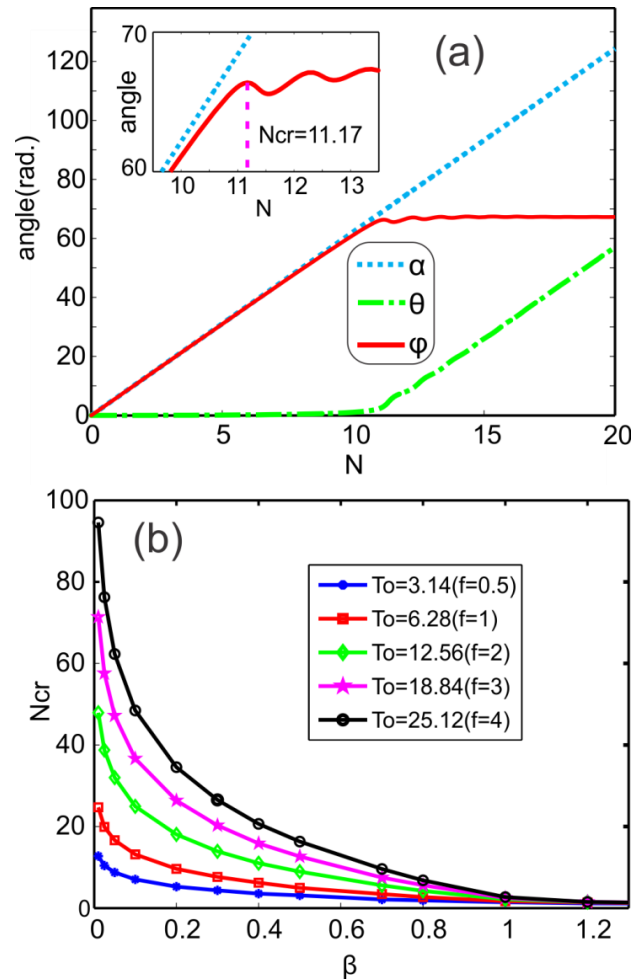 (a)
angle(rad.)
120
100
80
60
40
20
0
0 5 10 15 20
N
70
60
angle
10 11 12 13
N
Ncr=11.17
α
θ
φ
(b)
Ncr
100
80
60
40
20
0
0 0.2 0.4 0.6 0.8 1 1.2
β
To=3.14(f=0.5)
To=6.28(f=1)
To=12.56(f=2)
To=18.84(f=3)
To=25.12(f=4)